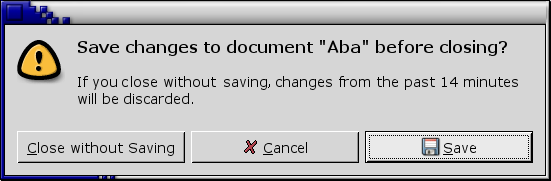 Save changes to document "Aba" before closing?
If you close without saving, changes from the past 14 minutes
will be discarded.
Close without Saving
Cancel
Save